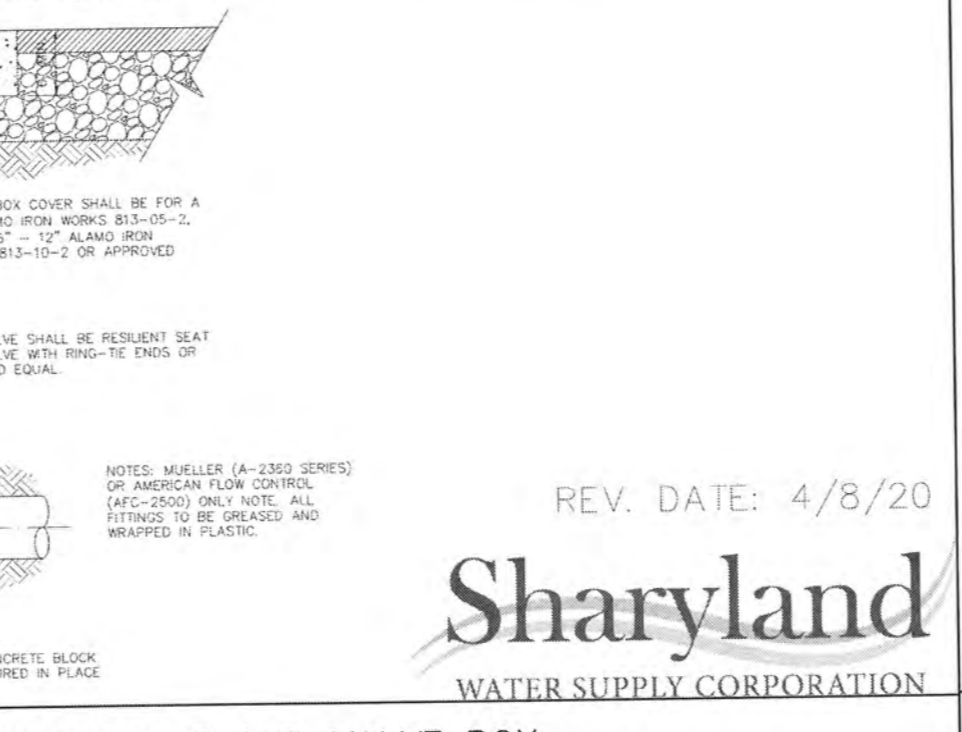 BOX COVER SHALL BE FOR A
MO IRON WORKS 813-05-2,
6" - 12" ALAMO IRON
813-10-2 OR APPROVED
VE SHALL BE RESILIENT SEAT
VE WITH RING-TIE ENDS OR
D EQUAL.
NOTES: MUELLER (A-2360 SERIES)
OR AMERICAN FLOW CONTROL
(AFC-2500) ONLY NOTE. ALL
FITTINGS TO BE GREASED AND
WRAPPED IN PLASTIC.
REV. DATE: 4/8/20
Sharyland
WATER SUPPLY CORPORATION
NCRETE BLOCK
URED IN PLACE